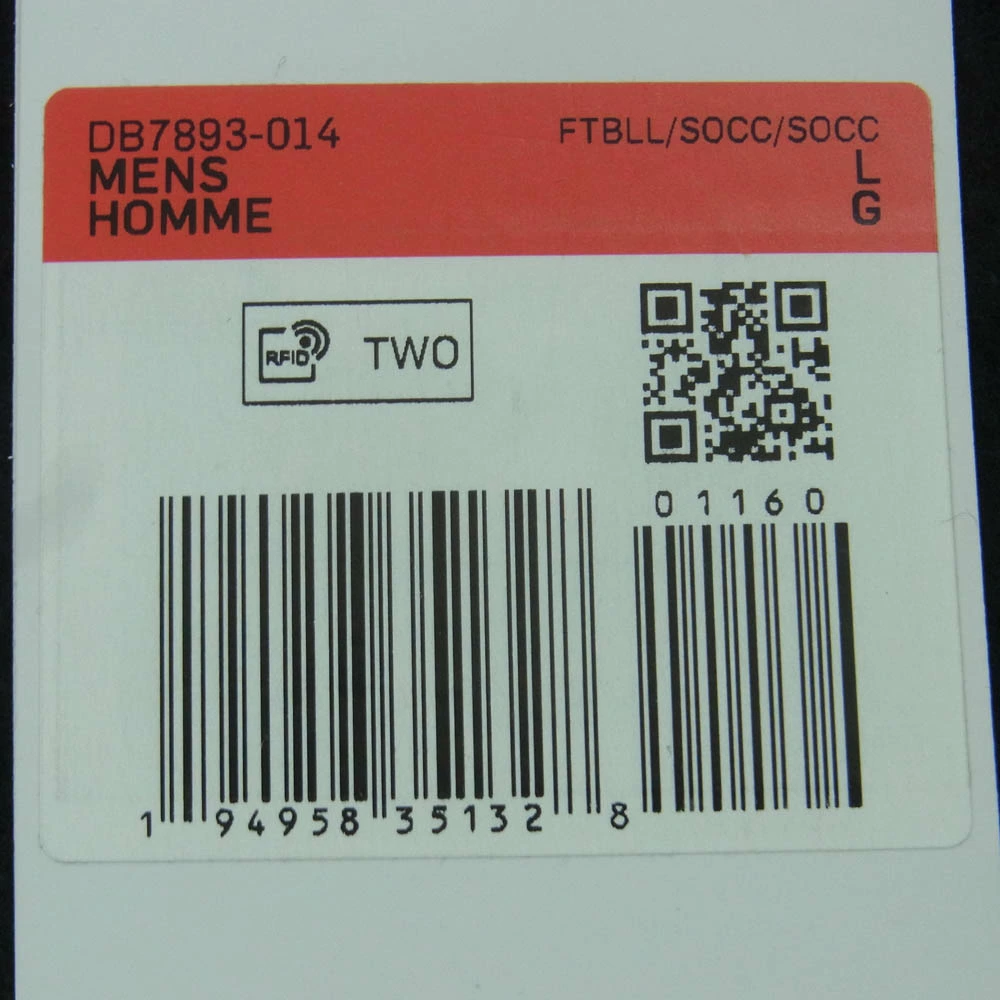 DB7893-014 FTBLL/SOCC/SOCC
MENS L
HOMME G
RFID TWO
01160
1 94958 35132 8